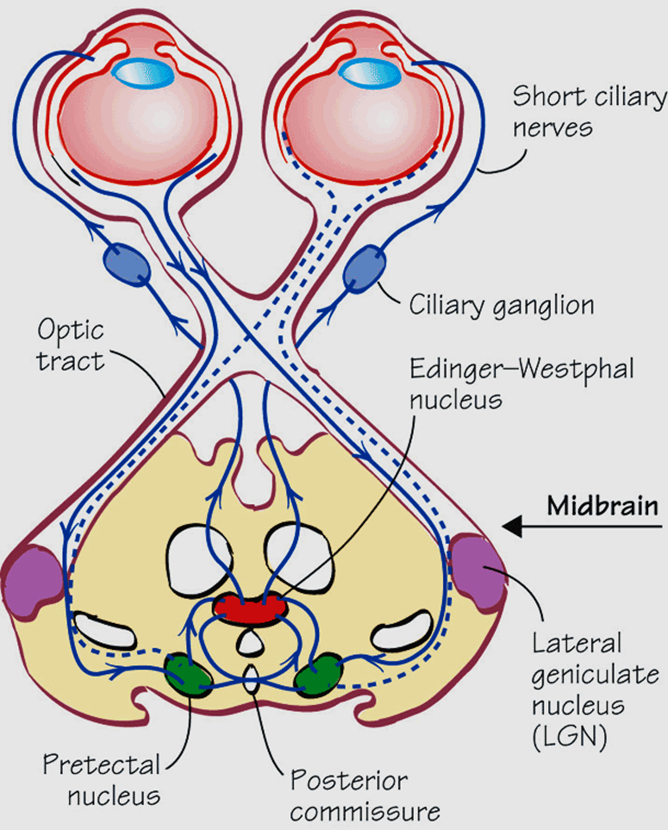 Short ciliary
nerves
Ciliary ganglion
Optic
tract
Edinger–Westphal
nucleus
Midbrain
Lateral
geniculate
nucleus
(LGN)
Pretectal
nucleus
Posterior
commissure